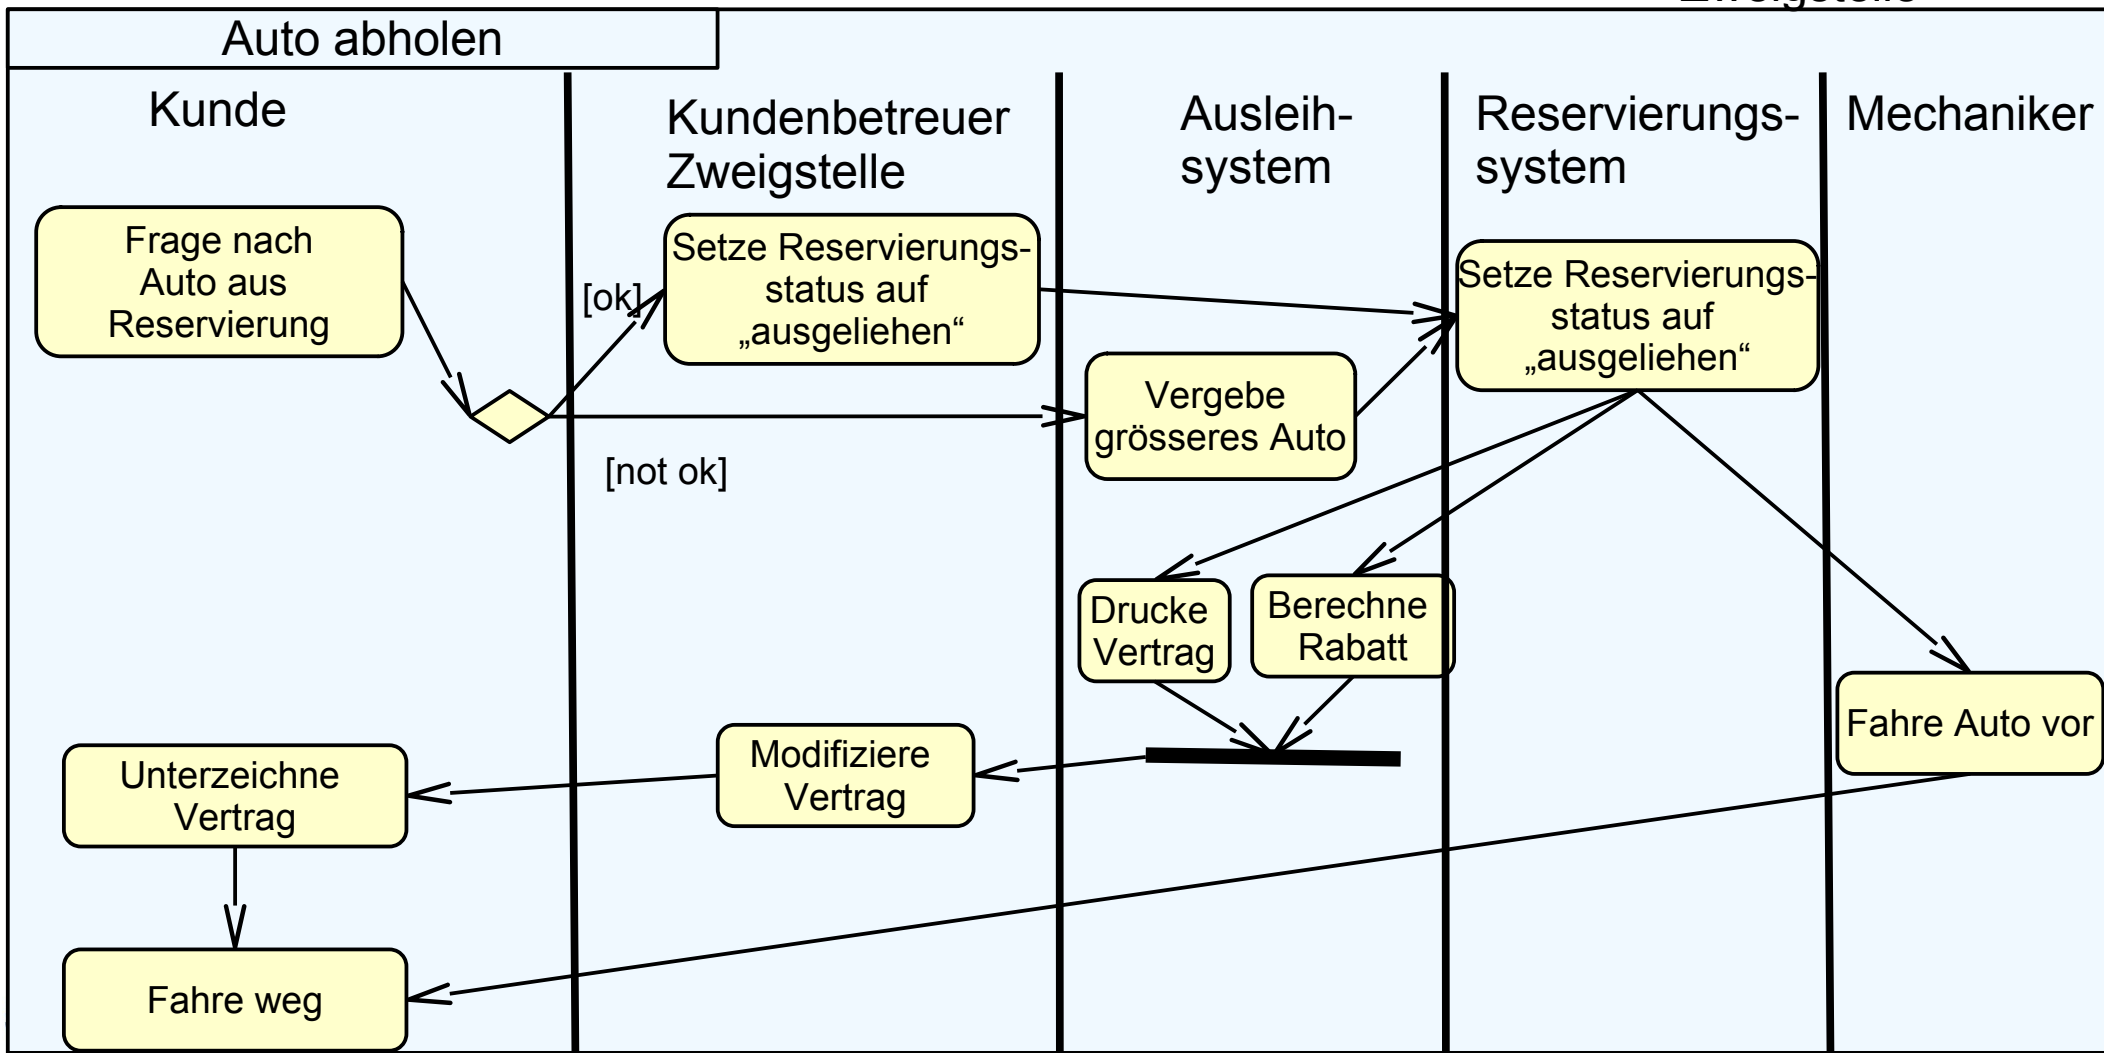 Zweigstelle
Auto abholen
Kunde
Kundenbetreuer
Zweigstelle
Ausleih-
system
Reservierungs-
system
Mechaniker
Frage nach
Auto aus
Reservierung
[ok]
Setze Reservierungs-
status auf
„ausgeliehen“
Setze Reservierungs-
status auf
„ausgeliehen“
Vergebe
grösseres Auto
[not ok]
Drucke
Vertrag
Berechne
Rabatt
Fahre Auto vor
Modifiziere
Vertrag
Unterzeichne
Vertrag
Fahre weg